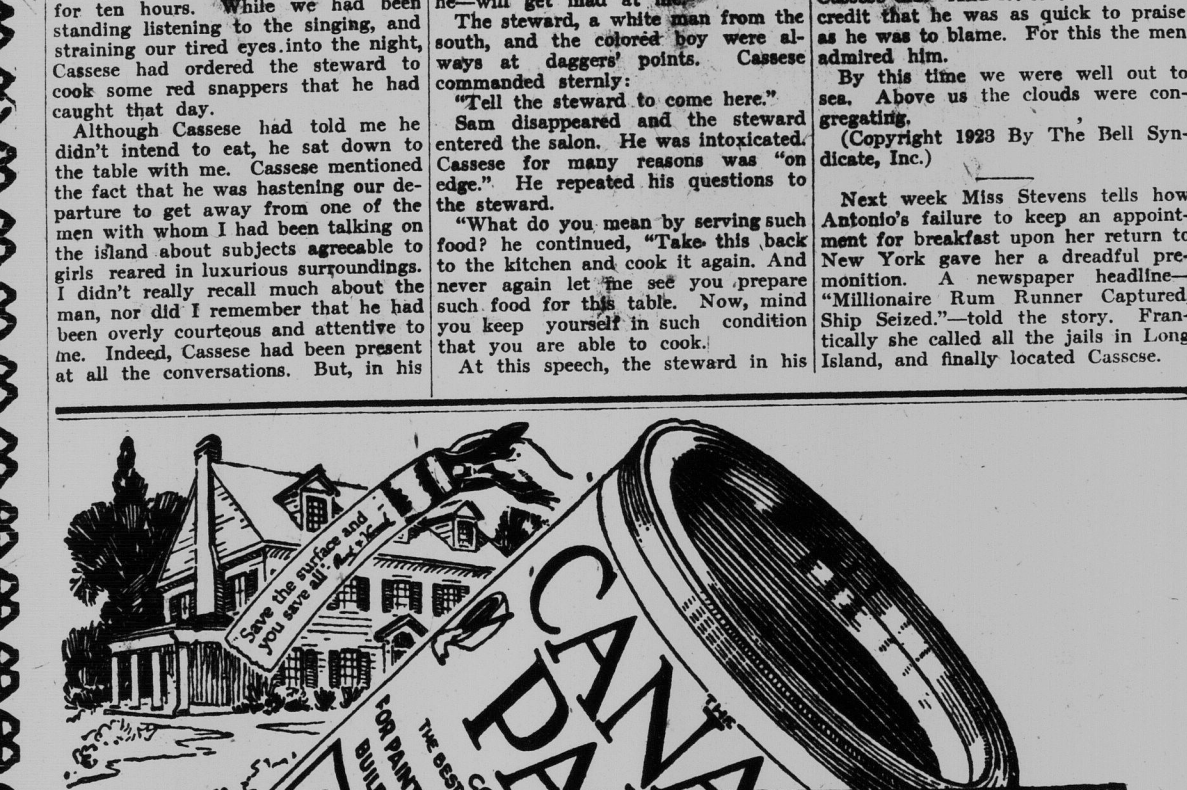 for ten hours. While we had been
standing listening to the singing, and
straining our tired eyes into the night,
Cassese had ordered the steward to
cook some red snappers that he had
caught that day.
Although Cassese had told me he
didn't intend to eat, he sat down to
the table with me. Cassese mentioned
the fact that he was hastening our de-
parture to get away from one of the
men with whom I had been talking on
the island about subjects agreeable to
girls reared in luxurious surroundings.
I didn't really recall much about the
man, nor did I remember that he had
been overly courteous and attentive to
me. Indeed, Cassese had been present
at all the conversations. But, in his
he—will get mad at
The steward, a white man from the
south, and the colored boy were al-
ways at daggers' points. Cassese
commanded sternly:
"Tell the steward to come here."
Sam disappeared and the steward
entered the salon. He was intoxicated.
Cassese for many reasons was "on
edge." He repeated his questions to
the steward.
"What do you mean by serving such
food? he continued, "Take this back
to the kitchen and cook it again. And
never again let me see you prepare
such food for this table. Now, mind
you keep yourself in such condition
that you are able to cook.
At this speech, the steward in his
credit that he was as quick to praise
as he was to blame. For this the men
admired him.
By this time we were well out to
sea. Above us the clouds were con-
gregating.
(Copyright 1923 By The Bell Syn-
dicate, Inc.)
Next week Miss Stevens tells how
Antonio's failure to keep an appoint-
ment for breakfast upon her return to
New York gave her a dreadful pre-
monition. A newspaper headline—
"Millionaire Rum Runner Captured,
Ship Seized."—told the story. Fran-
tically she called all the jails in Long
Island, and finally located Cassese.
Save the surface and
you save all
CANA
PA
THE
THE BEST
CO
FOR PAINT
BUIL